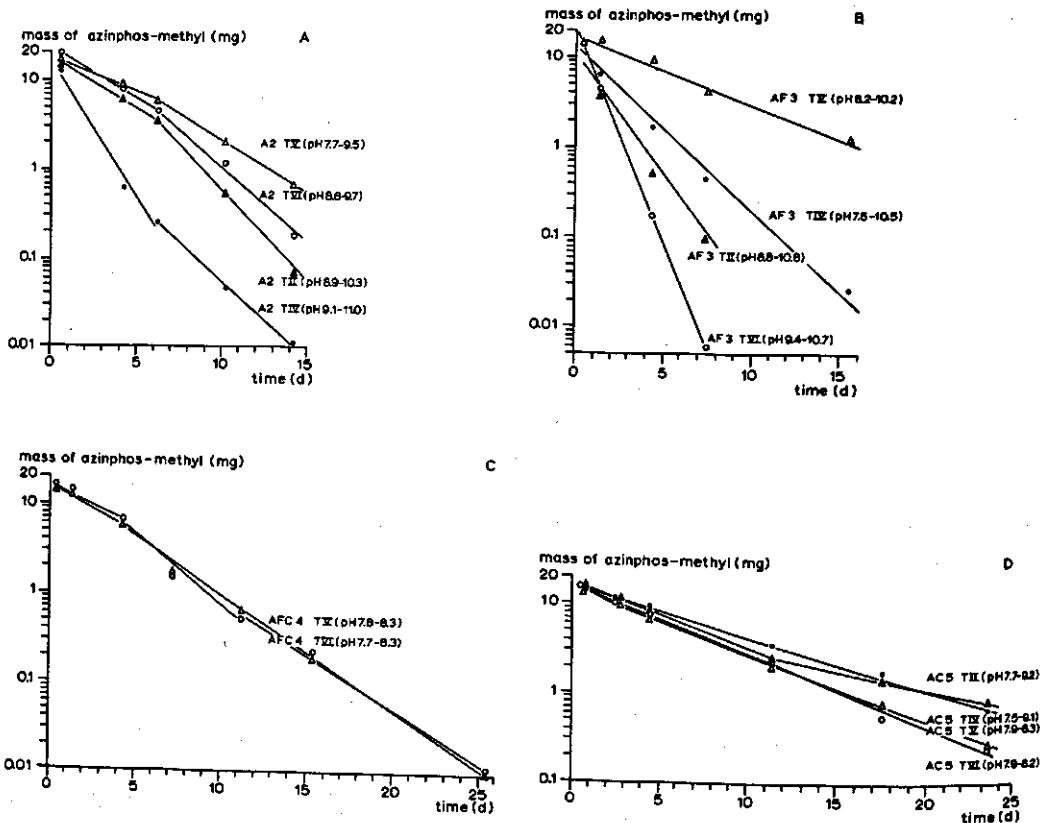 mass of azinphos-methyl (mg)
A
20
10
1
0.1
0.01
0
5
10
15
time (d)
A2 TV (pH7.7-9.5)
A2 TVI (pH8.6-9.7)
A2 TII (pH8.9-10.3)
A2 TIV (pH9.1-11.0)
mass of azinphos-methyl (mg)
B
20
10
1
0.1
0.01
0
5
10
15
time (d)
AF3 TV (pH8.2-10.2)
AF3 TIV (pH7.5-10.5)
AF3 TII (pH8.8-10.8)
AF3 TVI (pH9.4-10.7)
mass of azinphos-methyl (mg)
C
20
10
1
0.1
0.01
0
5
10
15
20
25
time (d)
AFC4 TV (pH7.8-8.3)
AFC4 TVI (pH7.7-8.3)
mass of azinphos-methyl (mg)
D
20
10
1
0.1
0
5
10
15
20
25
time (d)
AC5 TII (pH7.7-9.2)
AC5 TIV (pH7.5-9.1)
AC5 TV (pH7.9-8.3)
AC5 TVI (pH7.9-8.2)